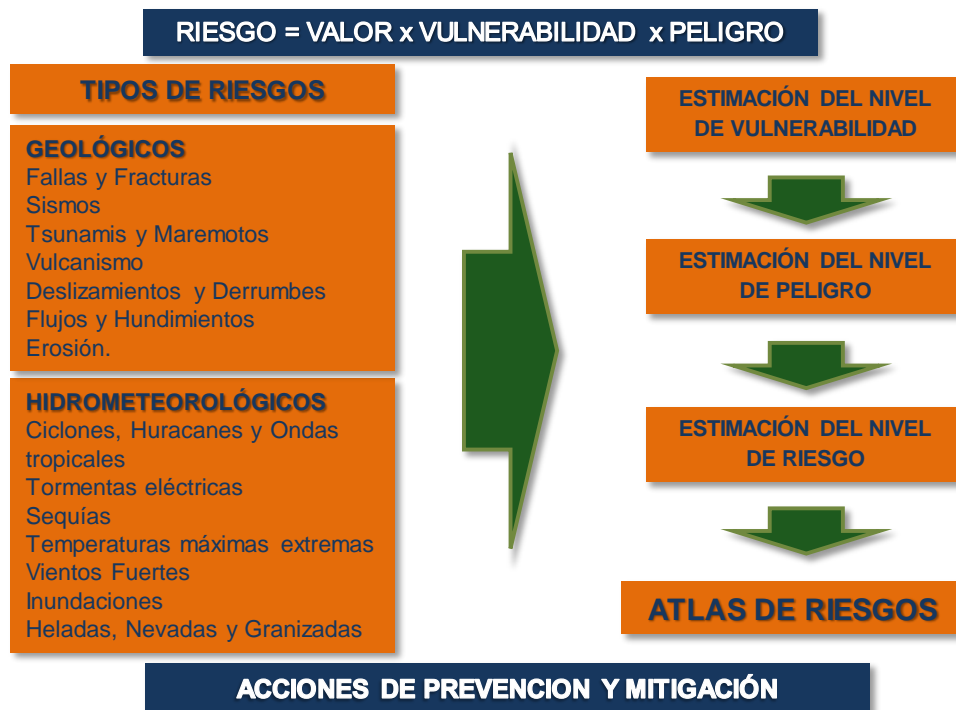 RIESGO = VALOR x VULNERABILIDAD x PELIGRO
TIPOS DE RIESGOS
GEOLÓGICOS
Fallas y Fracturas
Sismos
Tsunamis y Maremotos
Vulcanismo
Deslizamientos y Derrumbes
Flujos y Hundimientos
Erosión.
HIDROMETEOROLÓGICOS
Ciclones, Huracanes y Ondas
tropicales
Tormentas eléctricas
Sequías
Temperaturas máximas extremas
Vientos Fuertes
Inundaciones
Heladas, Nevadas y Granizadas
ESTIMACIÓN DEL NIVEL
DE VULNERABILIDAD
ESTIMACIÓN DEL NIVEL
DE PELIGRO
ESTIMACIÓN DEL NIVEL
DE RIESGO
ATLAS DE RIESGOS
ACCIONES DE PREVENCION Y MITIGACIÓN